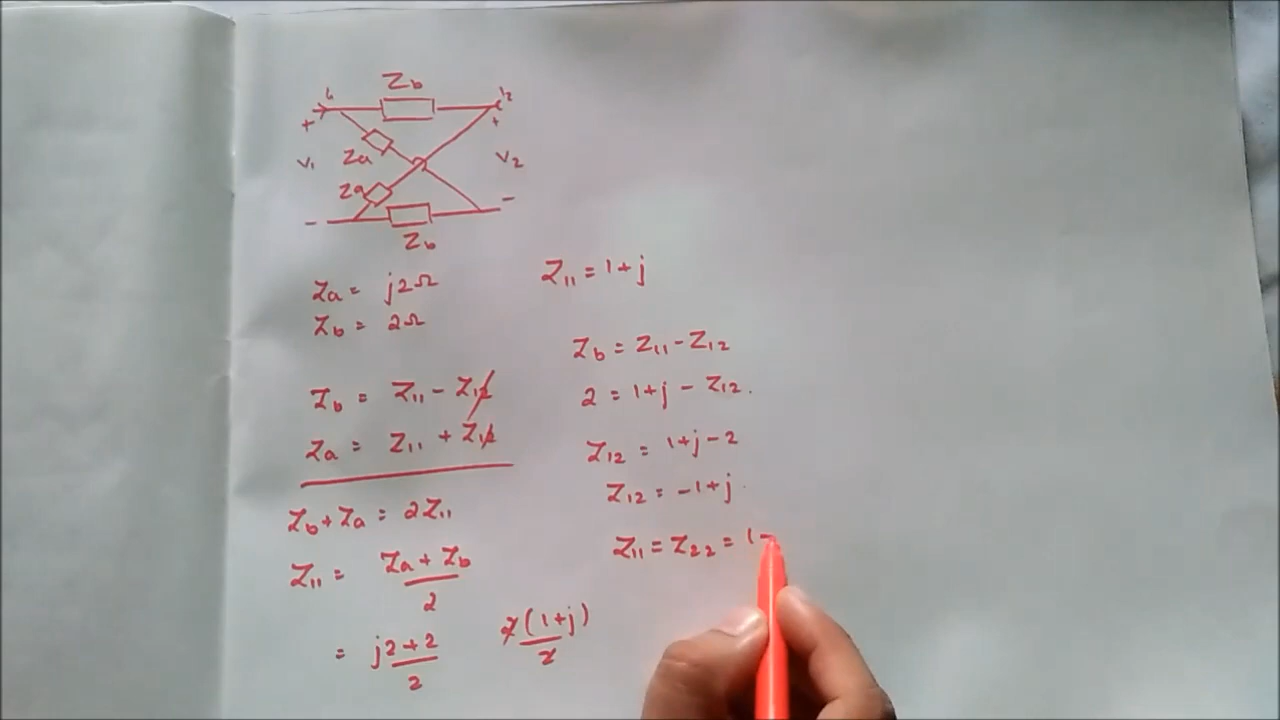 Zb
I1 I2
+ +
V1 Za V2
Za
- -
Zb
Za = j2Ω
Zb = 2Ω
Zb = Z11 - Z12
Za = Z11 + Z12
Zb + Za = 2Z11
Z11 = Za + Zb / 2
= j2+2 / 2
2(1+j) / 2
Z11 = 1+j
Zb = Z11 - Z12
2 = 1+j - Z12.
Z12 = 1+j-2
Z12 = -1+j.
Z11 = Z22 = 1-